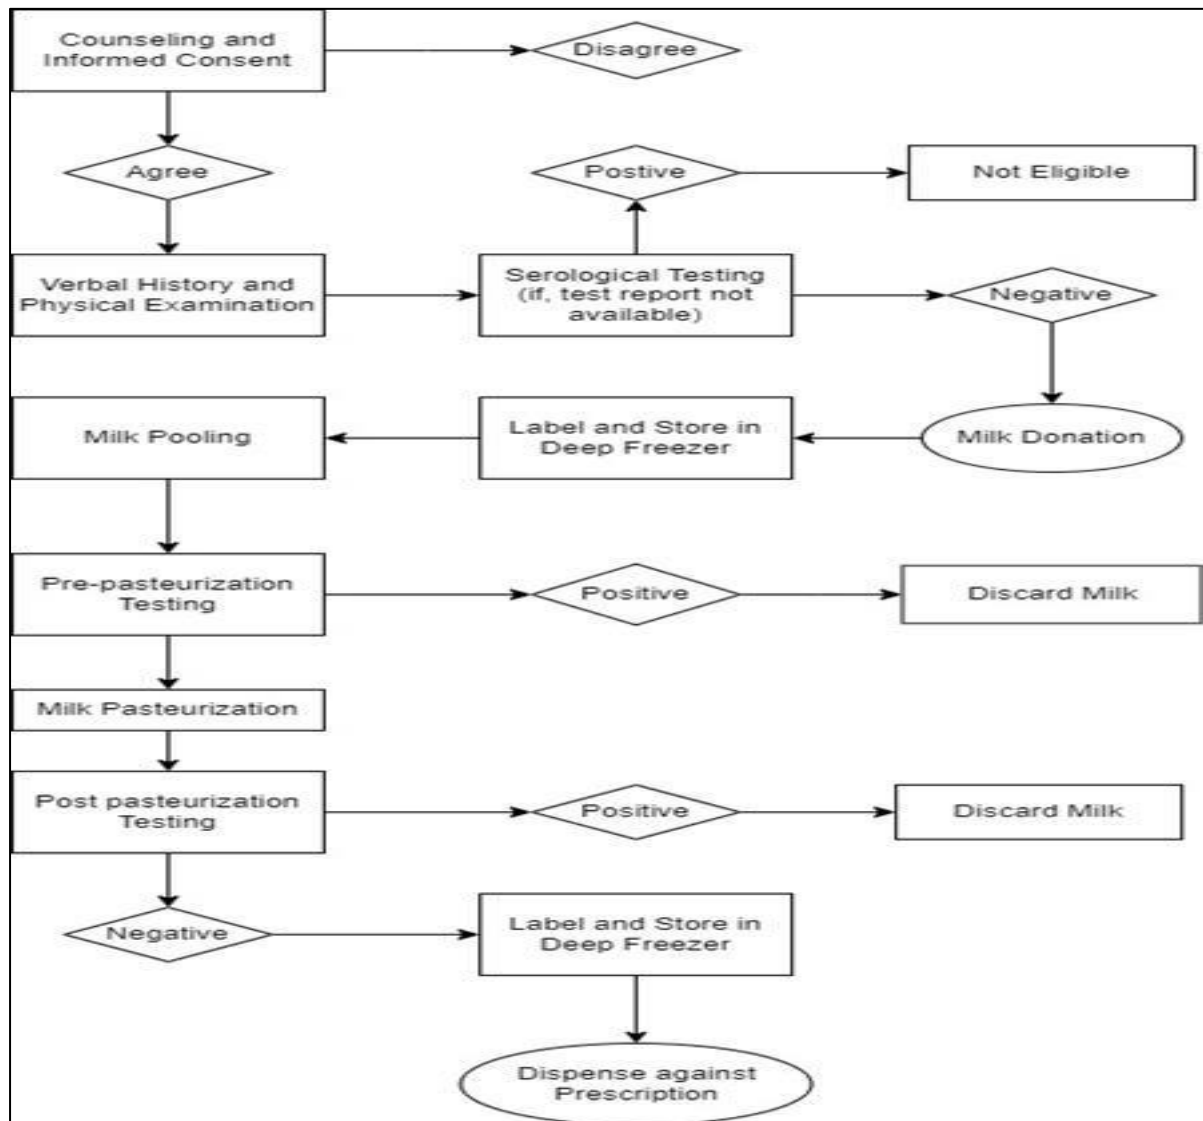 Counseling and
Informed Consent
Disagree
Agree
Postive
Not Eligible
Verbal History and
Physical Examination
Serological Testing
(if, test report not
available)
Negative
Milk Pooling
Label and Store in
Deep Freezer
Milk Donation
Pre-pasteurization
Testing
Positive
Discard Milk
Milk Pasteurization
Post pasteurization
Testing
Positive
Discard Milk
Negative
Label and Store in
Deep Freezer
Dispense against
Prescription